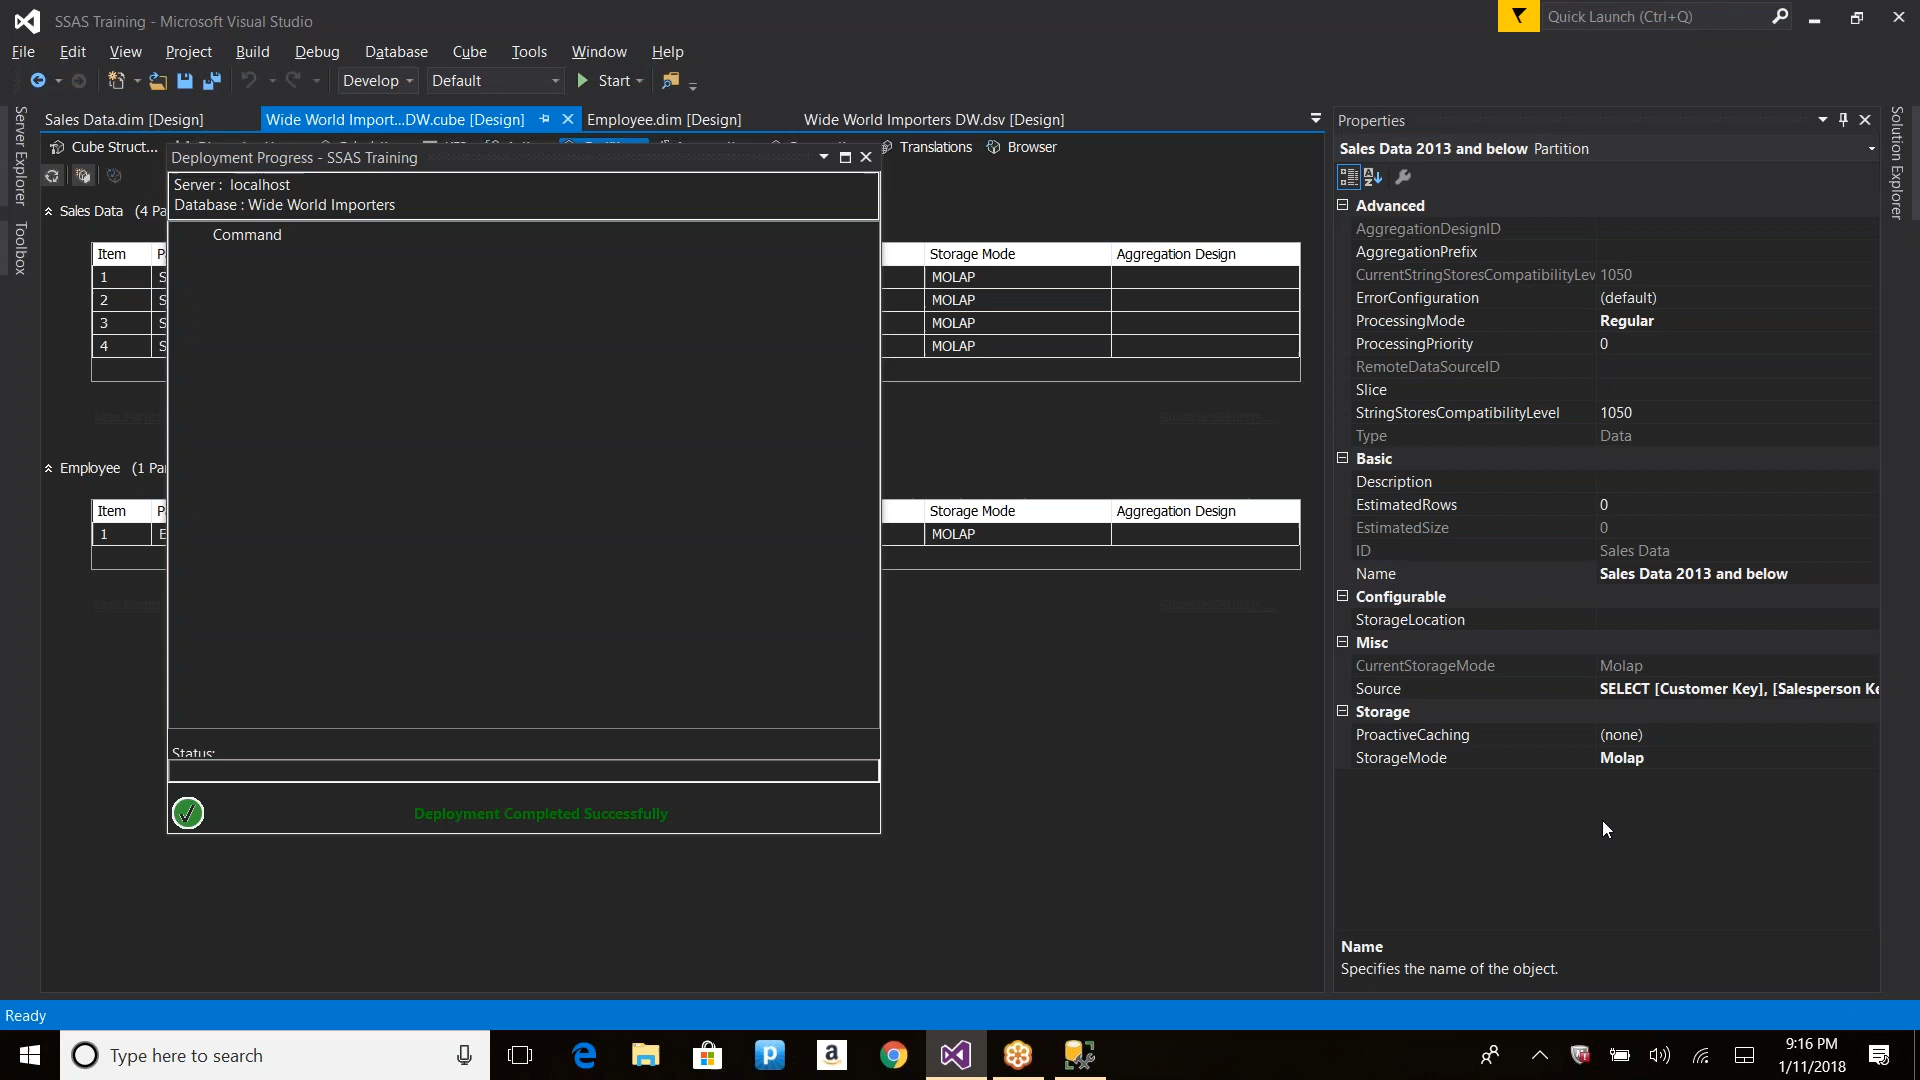 SSAS Training - Microsoft Visual Studio
Quick Launch (Ctrl+Q)
File Edit View Project Build Debug Database Cube Tools Window Help
Develop Default Start
Server Explorer
Toolbox
Sales Data.dim [Design] Wide World Import...DW.cube [Design] Employee.dim [Design] Wide World Importers DW.dsv [Design]
Cube Struct... Translations Browser
Deployment Progress - SSAS Training
Server : localhost
Database : Wide World Importers
Command
Sales Data (4 Pa
Item P Storage Mode Aggregation Design
1 S MOLAP
2 S MOLAP
3 S MOLAP
4 S MOLAP
Employee (1 Pa
Item P Storage Mode Aggregation Design
1 E MOLAP
Status:
Deployment Completed Successfully
Properties
Sales Data 2013 and below Partition
Advanced
AggregationDesignID
AggregationPrefix
CurrentStringStoresCompatibilityLev 1050
ErrorConfiguration (default)
ProcessingMode Regular
ProcessingPriority 0
RemoteDataSourceID
Slice
StringStoresCompatibilityLevel 1050
Type Data
Basic
Description
EstimatedRows 0
EstimatedSize 0
ID Sales Data
Name Sales Data 2013 and below
Configurable
StorageLocation
Misc
CurrentStorageMode Molap
Source SELECT [Customer Key], [Salesperson Ke
Storage
ProactiveCaching (none)
StorageMode Molap
Name
Specifies the name of the object.
Solution Explorer
Ready
Type here to search
9:16 PM
1/11/2018